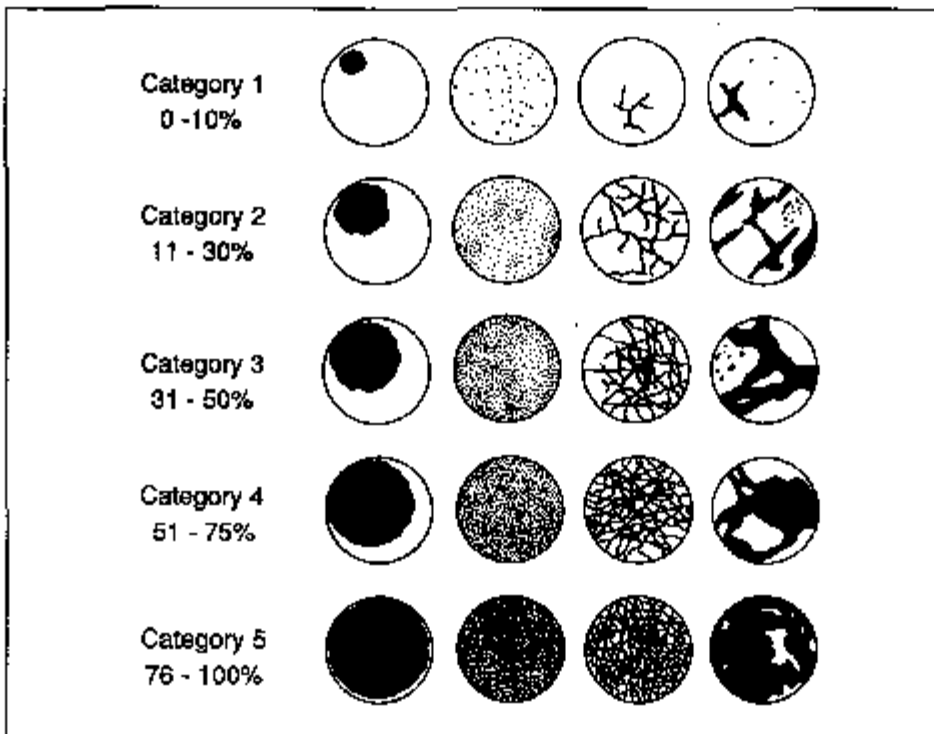 Category 1
0 -10%
Category 2
11 - 30%
Category 3
31 - 50%
Category 4
51 - 75%
Category 5
76 - 100%